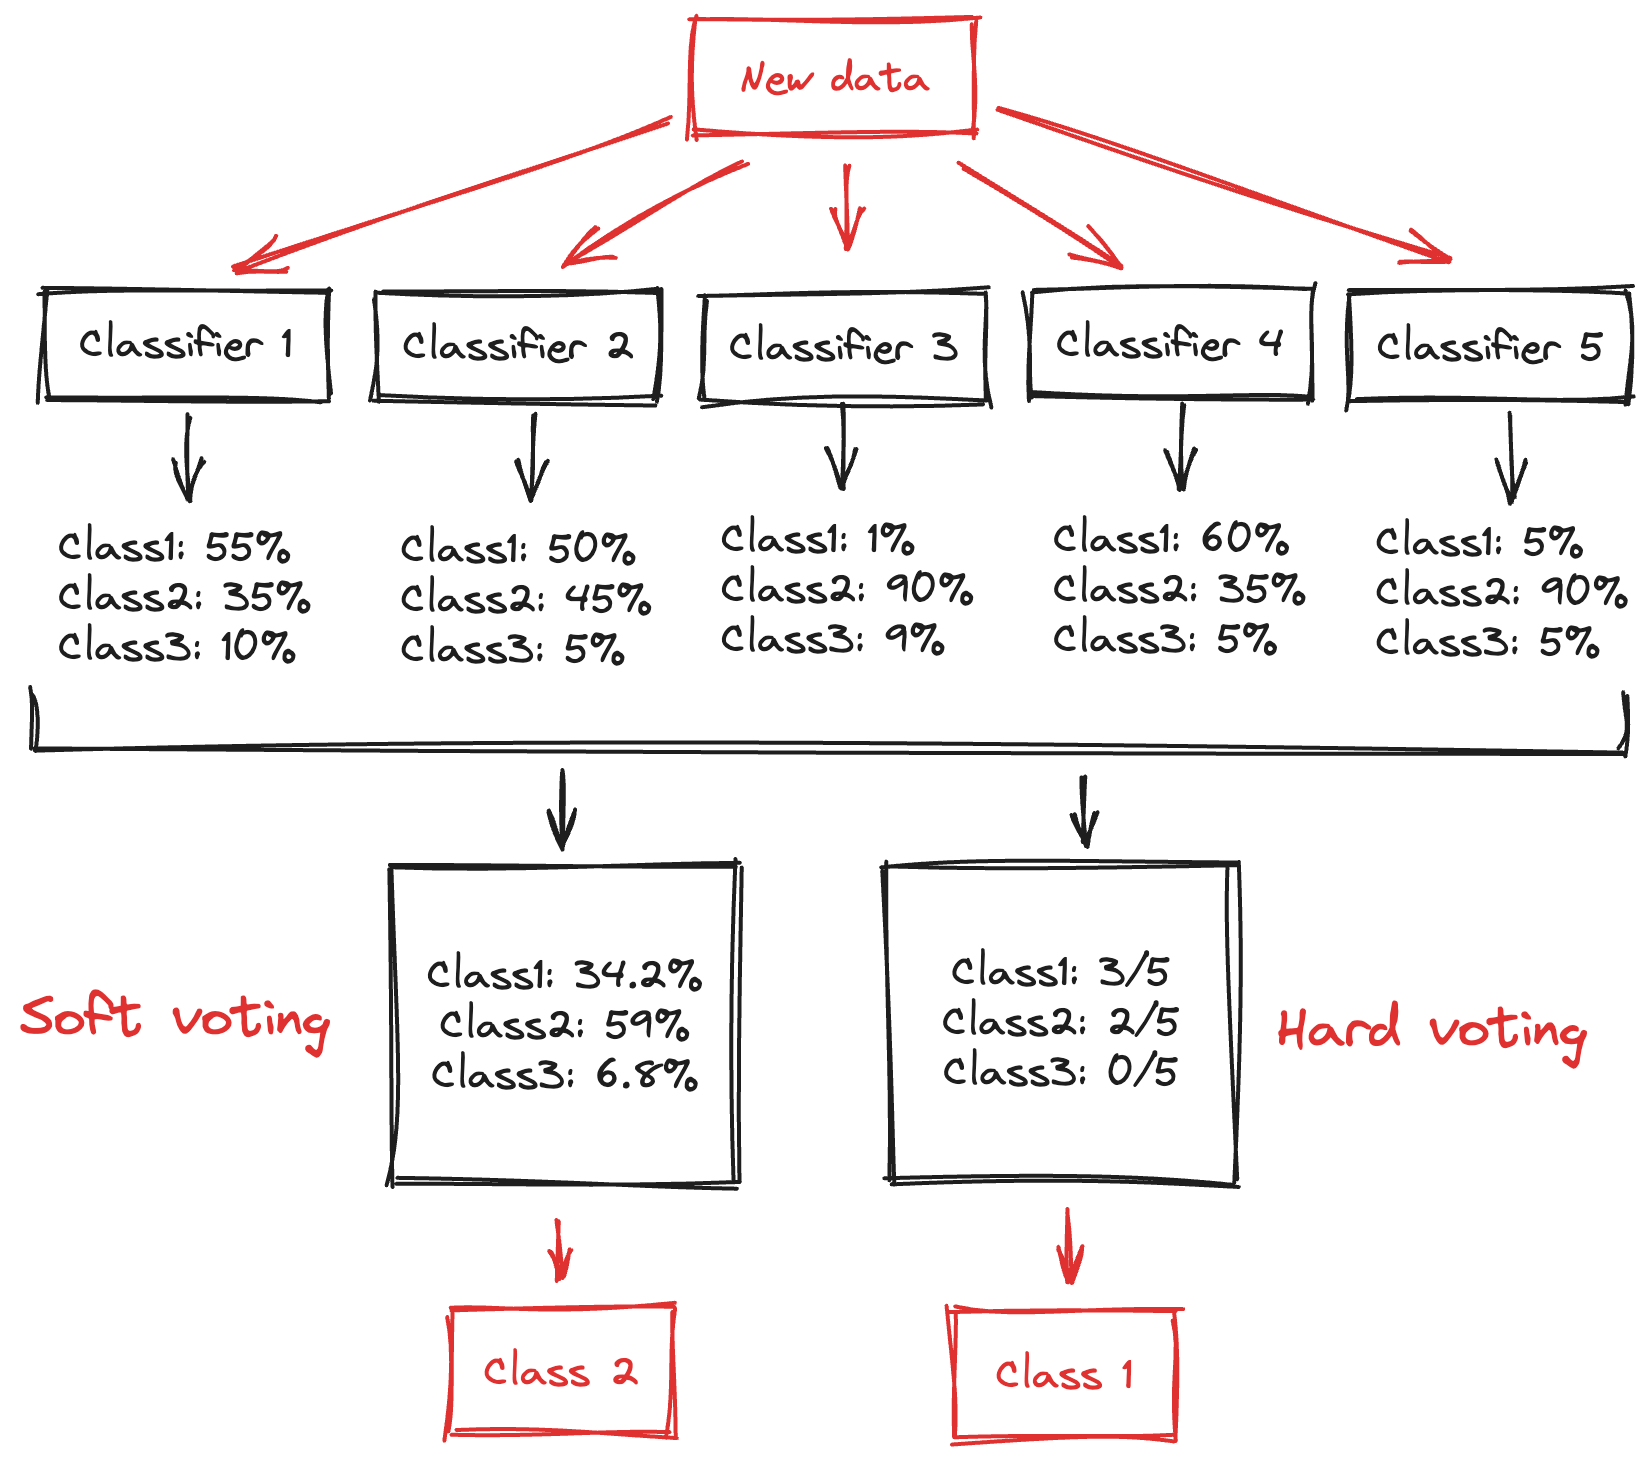 New data
Classifier 1
Classifier 2
Classifier 3
Classifier 4
Classifier 5
Class1: 55%
Class2: 35%
Class3: 10%
Class1: 50%
Class2: 45%
Class3: 5%
Class1: 1%
Class2: 90%
Class3: 9%
Class1: 60%
Class2: 35%
Class3: 5%
Class1: 5%
Class2: 90%
Class3: 5%
Soft voting
Class1: 34.2%
Class2: 59%
Class3: 6.8%
Class1: 3/5
Class2: 2/5
Class3: 0/5
Hard voting
Class 2
Class 1